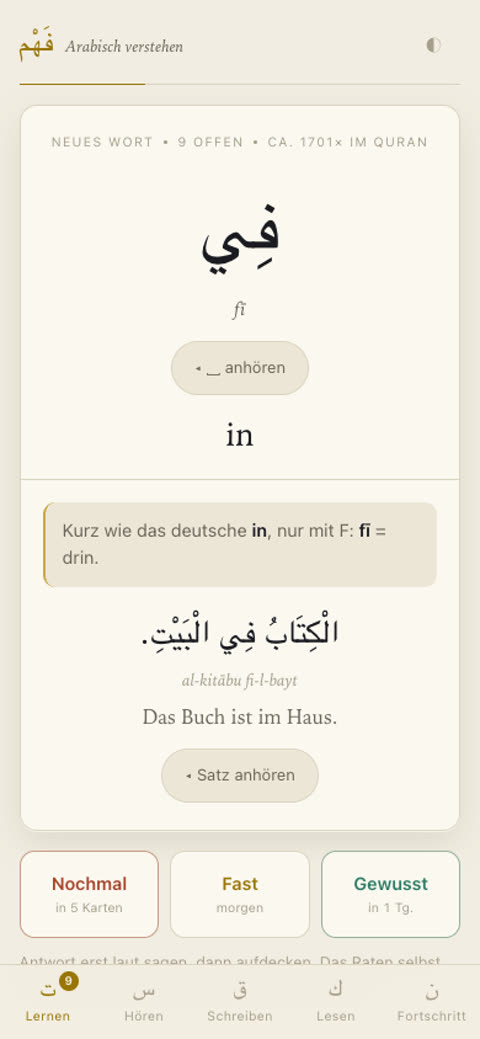 فَهْم Arabisch verstehen
NEUES WORT • 9 OFFEN • CA. 1701× IM QURAN
فِي
fī
anhören
in
Kurz wie das deutsche in, nur mit F: fī =
drin.
الْكِتَابُ فِي الْبَيْتِ.
al-kitābu fi-l-bayt
Das Buch ist im Haus.
Satz anhören
Nochmal Fast Gewusst
in 5 Karten morgen in 1 Tg.
Antwort erst laut sagen, dann aufdecken. Das Raten selbst
ت 9 س ق ك ن
Lernen Hören Schreiben Lesen Fortschritt